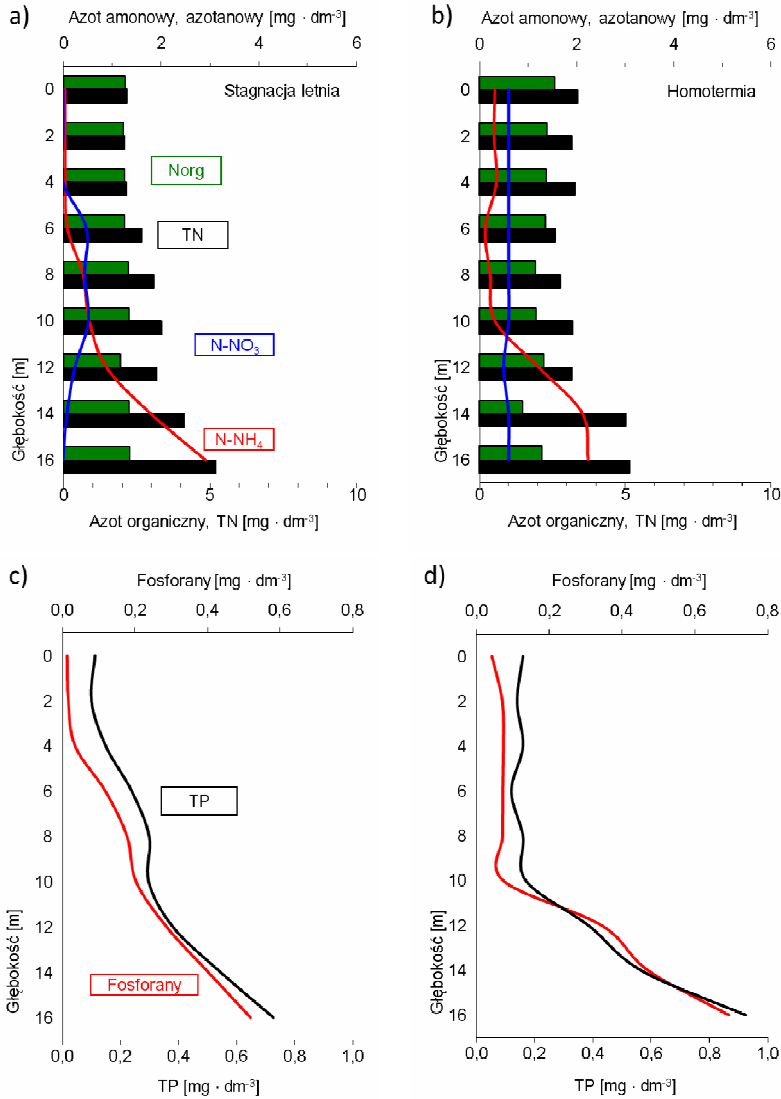 a)
Azot amonowy, azotanowy [mg · dm-3]
0 2 4 6
Stagnacja letnia
0
2
4
6
8
10
12
14
16
Głębokość [m]
Norg
TN
N-NO3
N-NH4
0 5 10
Azot organiczny, TN [mg · dm-3]
b)
Azot amonowy, azotanowy [mg · dm-3]
0 2 4 6
Homotermia
0
2
4
6
8
10
12
14
16
Głębokość [m]
0 5 10
Azot organiczny, TN [mg · dm-3]
c)
Fosforany [mg · dm-3]
0,0 0,2 0,4 0,6 0,8
0
2
4
6
8
10
12
14
16
Głębokość [m]
TP
Fosforany
0,0 0,2 0,4 0,6 0,8 1,0
TP [mg · dm-3]
d)
Fosforany [mg · dm-3]
0,0 0,2 0,4 0,6 0,8
0
2
4
6
8
10
12
14
16
Głębokość [m]
0,0 0,2 0,4 0,6 0,8 1,0
TP [mg · dm-3]